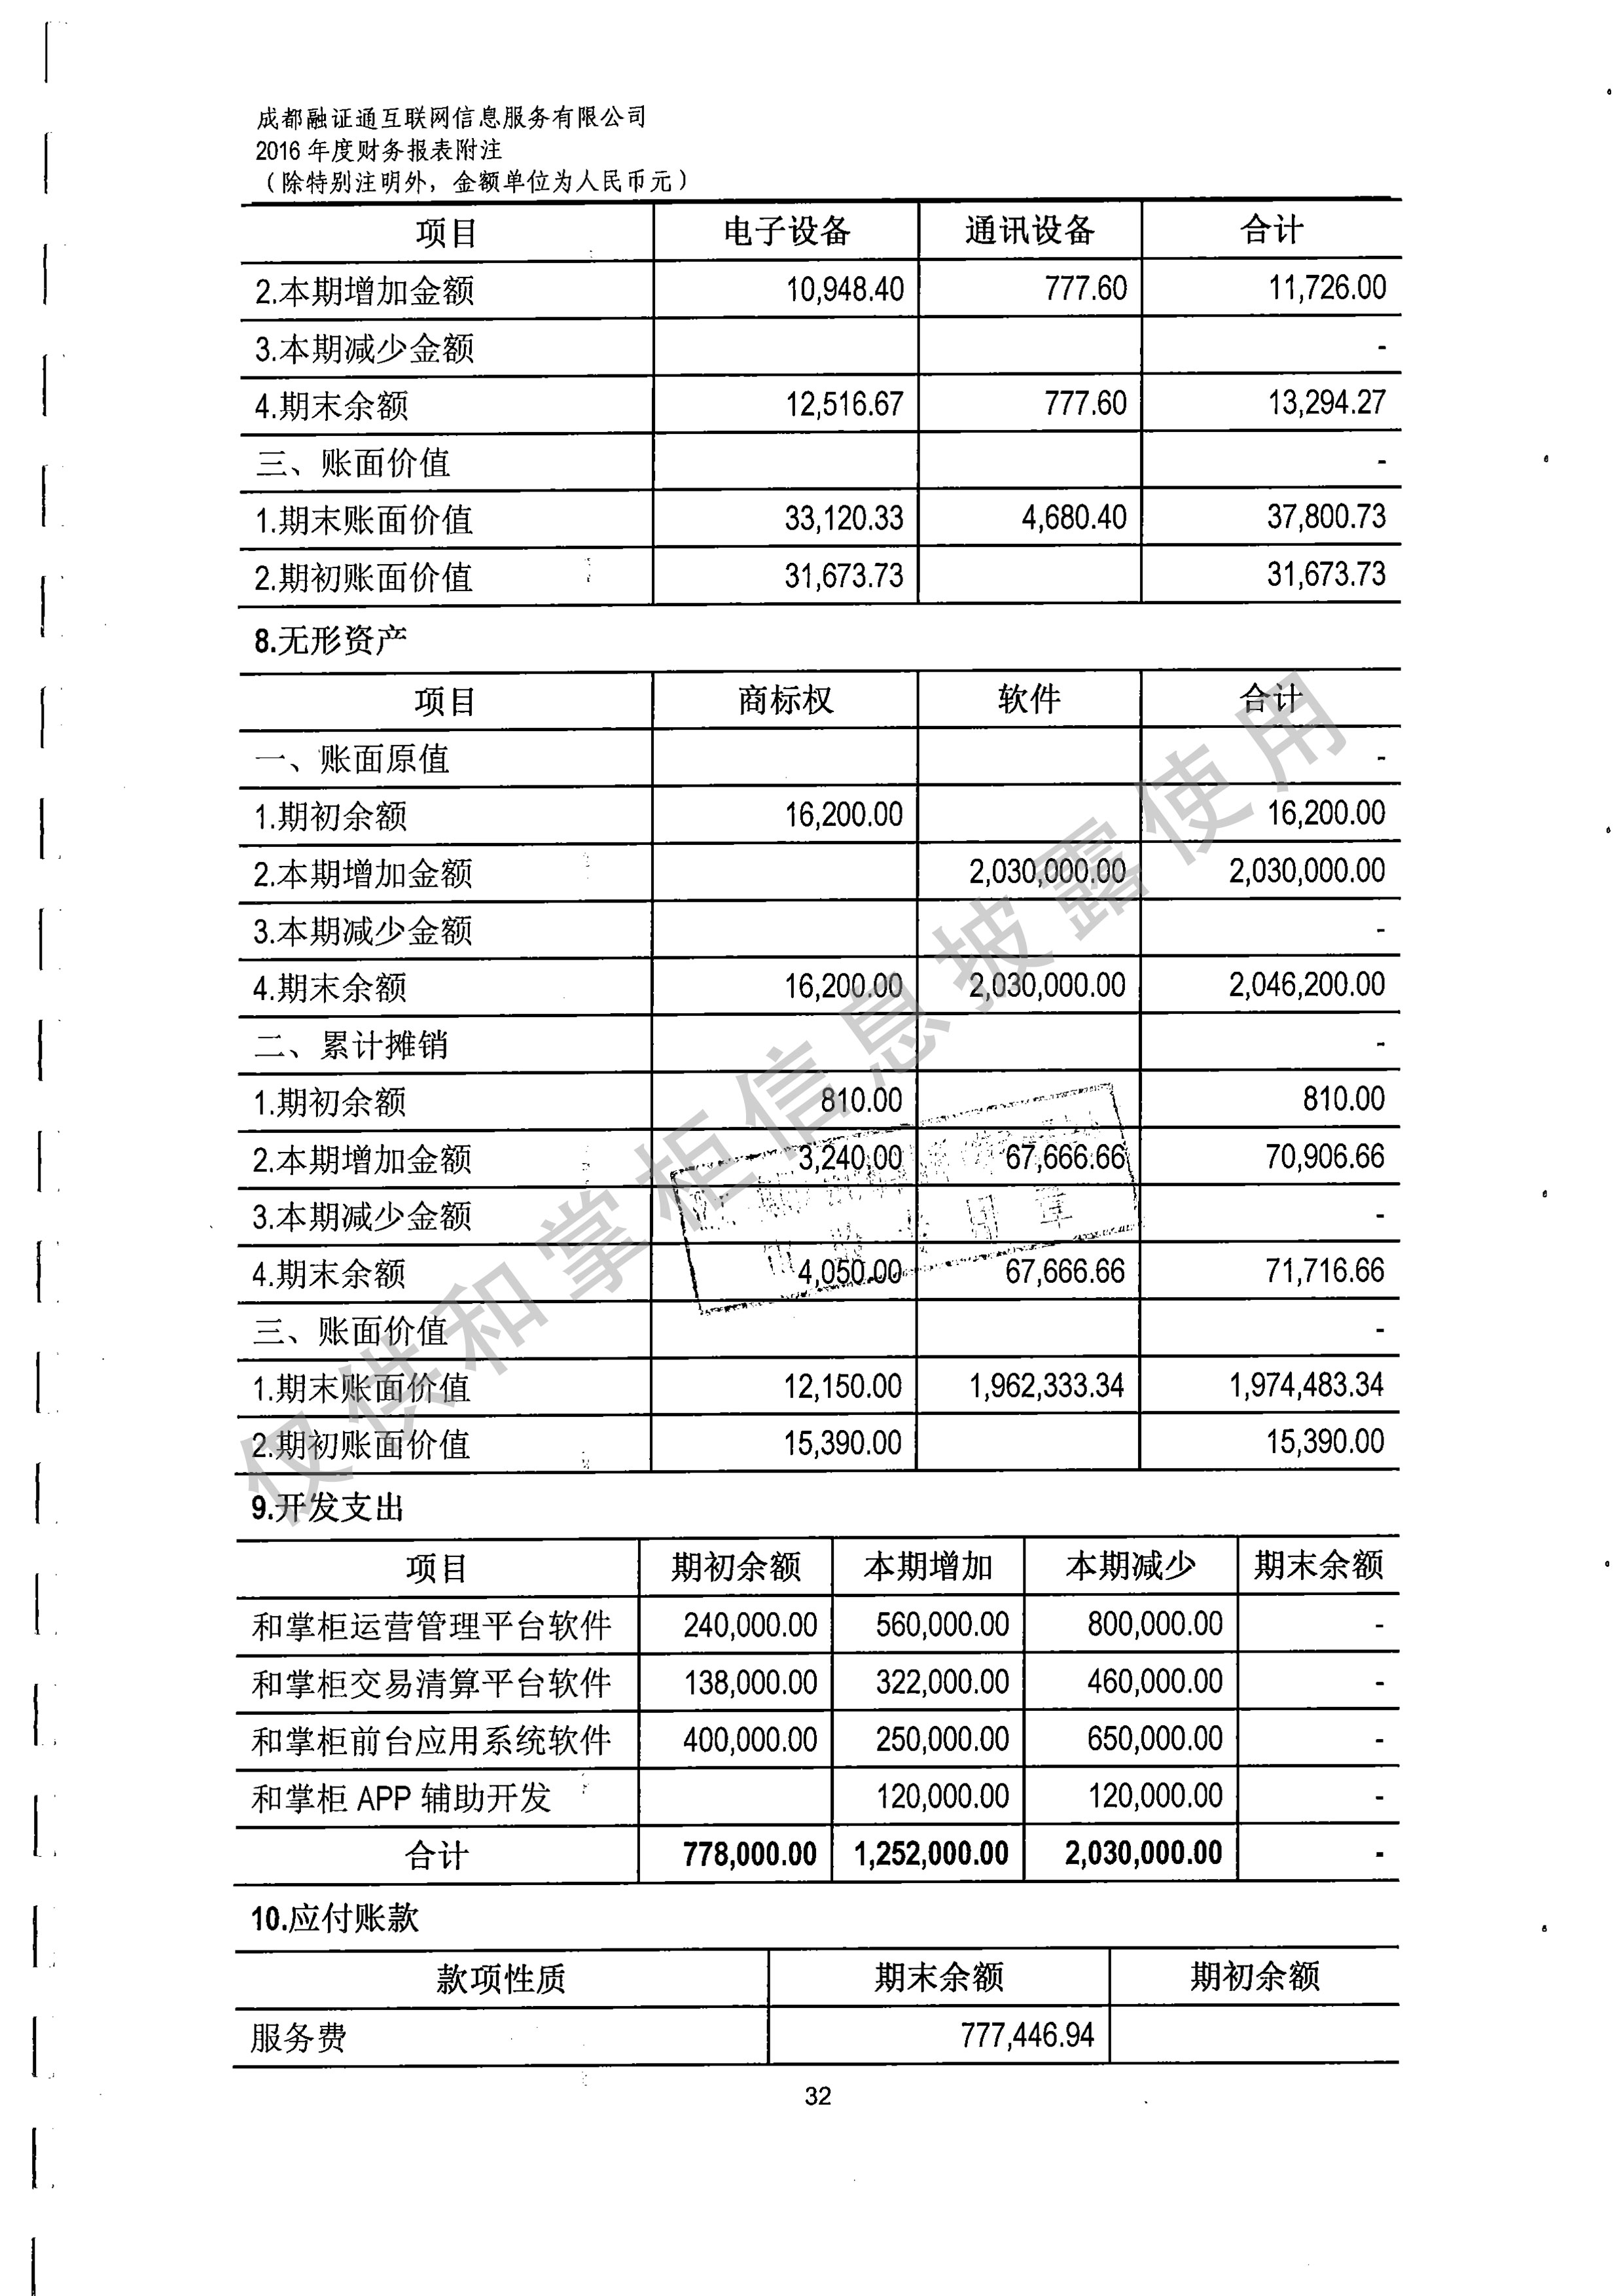 成都融证通互联网信息服务有限公司
2016 年度财务报表附注
（除特别注明外，金额单位为人民币元）
项目 电子设备 通讯设备 合计
2.本期增加金额 10,948.40 777.60 11,726.00
3.本期减少金额 -
4.期末余额 12,516.67 777.60 13,294.27
三、账面价值 -
1.期末账面价值 33,120.33 4,680.40 37,800.73
2.期初账面价值 31,673.73 31,673.73
8.无形资产
项目 商标权 软件 合计
一、账面原值 -
1.期初余额 16,200.00 16,200.00
2.本期增加金额 2,030,000.00 2,030,000.00
3.本期减少金额 -
4.期末余额 16,200.00 2,030,000.00 2,046,200.00
二、累计摊销 -
1.期初余额 810.00 810.00
2.本期增加金额 3,240.00 67,666.66 70,906.66
3.本期减少金额 -
4.期末余额 4,050.00 67,666.66 71,716.66
三、账面价值 -
1.期末账面价值 12,150.00 1,962,333.34 1,974,483.34
2.期初账面价值 15,390.00 15,390.00
9.开发支出
项目 期初余额 本期增加 本期减少 期末余额
和掌柜运营管理平台软件 240,000.00 560,000.00 800,000.00 -
和掌柜交易清算平台软件 138,000.00 322,000.00 460,000.00 -
和掌柜前台应用系统软件 400,000.00 250,000.00 650,000.00 -
和掌柜 APP 辅助开发 120,000.00 120,000.00 -
合计 778,000.00 1,252,000.00 2,030,000.00 -
10.应付账款
款项性质 期末余额 期初余额
服务费 777,446.94
32
仅供和掌柜信息披露使用